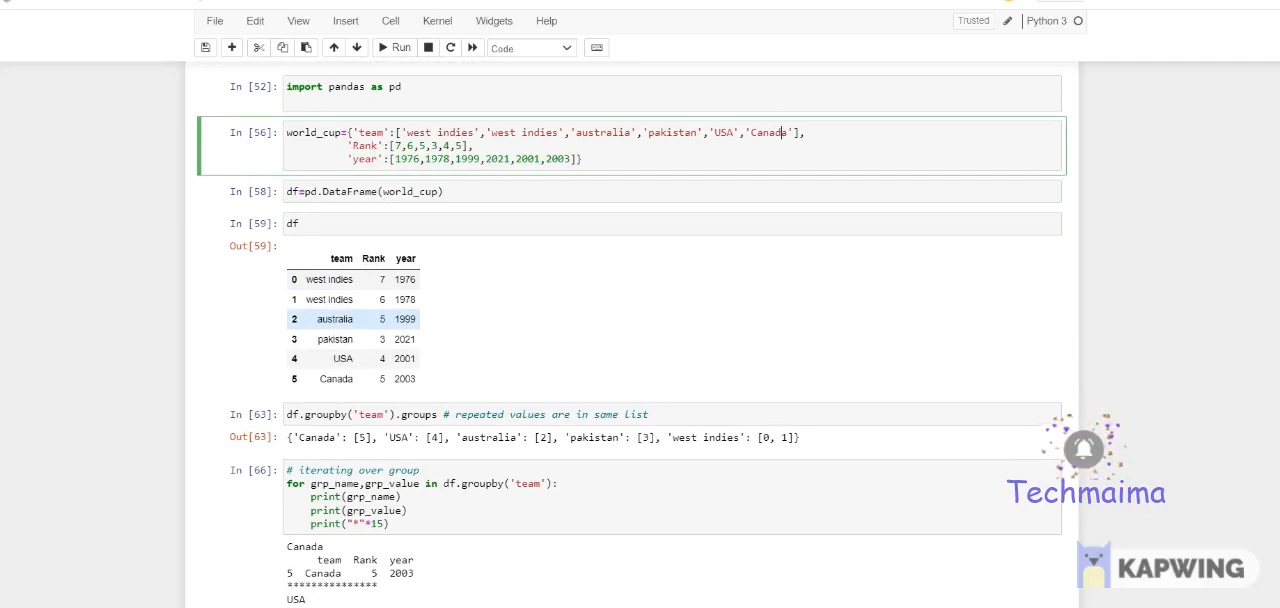 File Edit View Insert Cell Kernel Widgets Help Trusted Python 3
Run Code
In [52]: import pandas as pd
In [56]: world_cup={'team':['west indies','west indies','australia','pakistan','USA','Canada'],
'Rank':[7,6,5,3,4,5],
'year':[1976,1978,1999,2021,2001,2003]}
In [58]: df=pd.DataFrame(world_cup)
In [59]: df
Out[59]:
team Rank year
0 west indies 7 1976
1 west indies 6 1978
2 australia 5 1999
3 pakistan 3 2021
4 USA 4 2001
5 Canada 5 2003
In [63]: df.groupby('team').groups # repeated values are in same list
Out[63]: {'Canada': [5], 'USA': [4], 'australia': [2], 'pakistan': [3], 'west indies': [0, 1]}
In [66]: # iterating over group
for grp_name,grp_value in df.groupby('team'):
print(grp_name)
print(grp_value)
print("*"*15)
Techmaima
Canada
team Rank year
5 Canada 5 2003
***************
USA
KAPWING